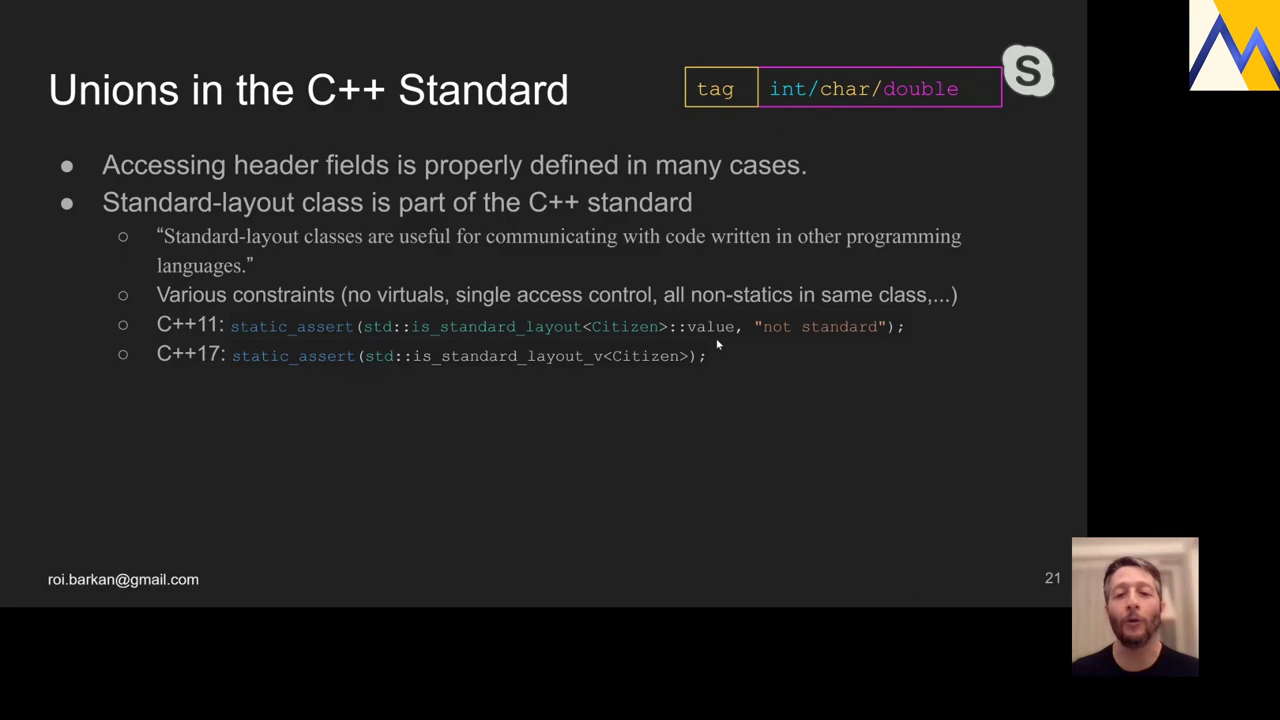 Unions in the C++ Standard
tag int/char/double
S
● Accessing header fields is properly defined in many cases.
● Standard-layout class is part of the C++ standard
○ “Standard-layout classes are useful for communicating with code written in other programming
languages.”
○ Various constraints (no virtuals, single access control, all non-statics in same class,...)
○ C++11: static_assert(std::is_standard_layout<Citizen>::value, "not standard");
○ C++17: static_assert(std::is_standard_layout_v<Citizen>);
roi.barkan@gmail.com
21